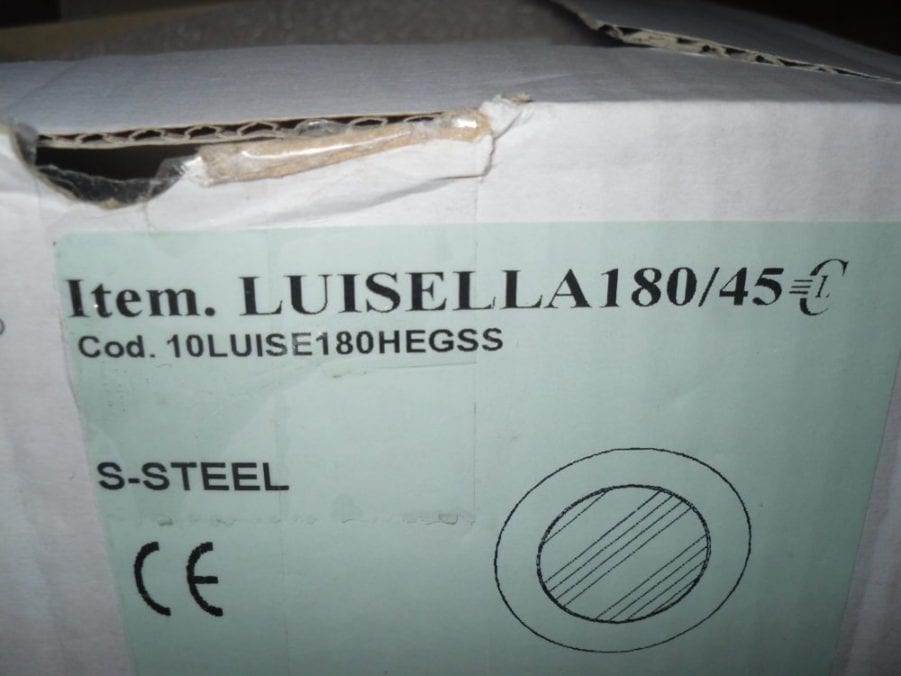 Item. LUISELLA180/45
Cod. 10LUISE180HEGSS
S-STEEL
CE